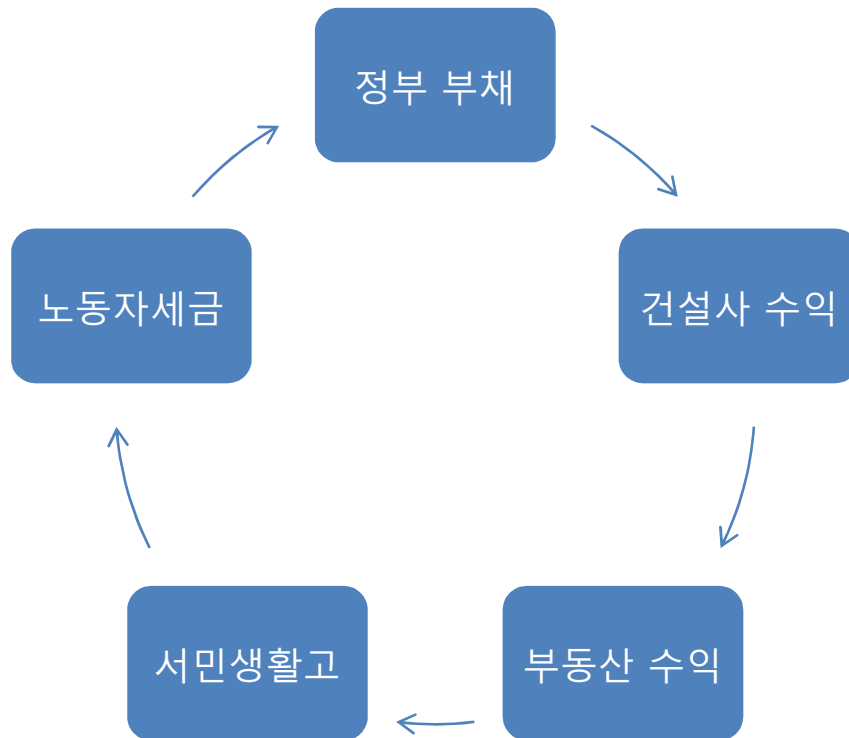 정부 부채
건설사 수익
부동산 수익
서민생활고
노동자세금